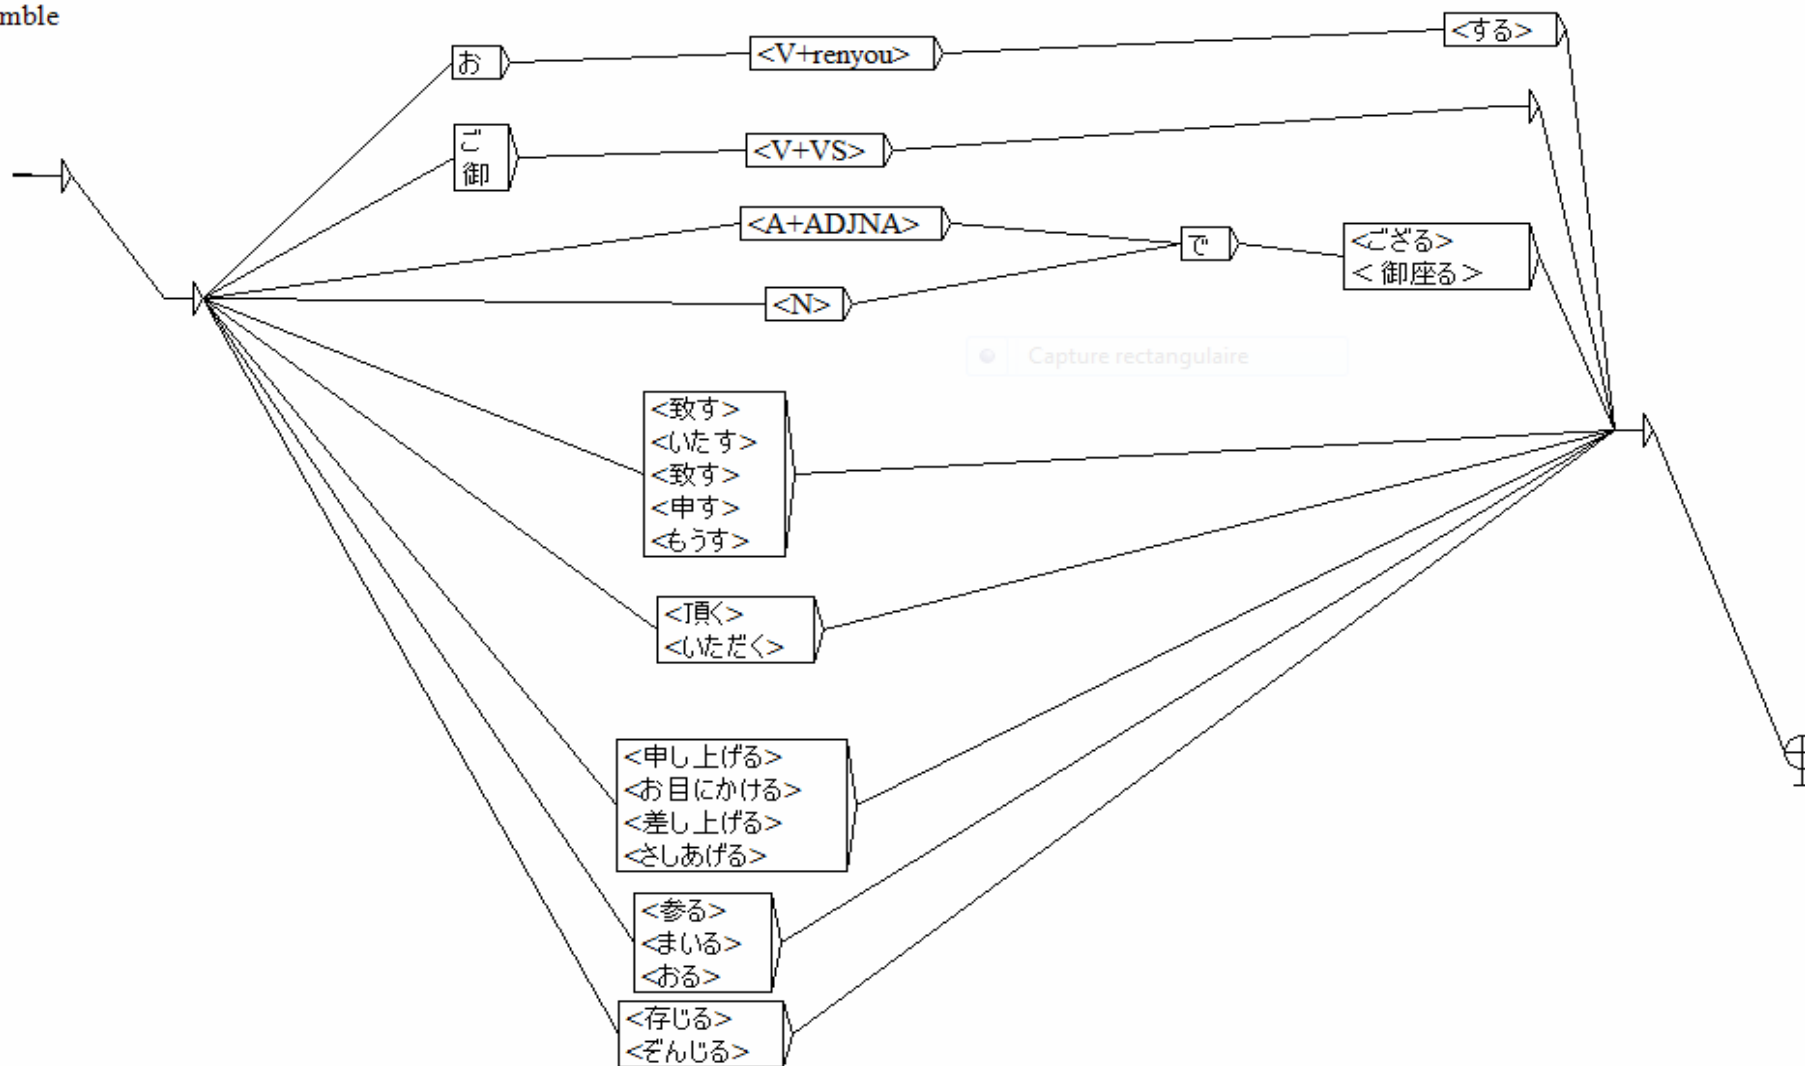 mble
お
<V+renyou>
<する>
ご
御
<V+VS>
<A+ADJNA>
で
<ござる>
<御座る>
<N>
Capture rectangulaire
<致す>
<いたす>
<致す>
<申す>
<もうす>
<頂く>
<いただく>
<申し上げる>
<お目にかける>
<差し上げる>
<さしあげる>
<参る>
<まいる>
<おる>
<存じる>
<ぞんじる>